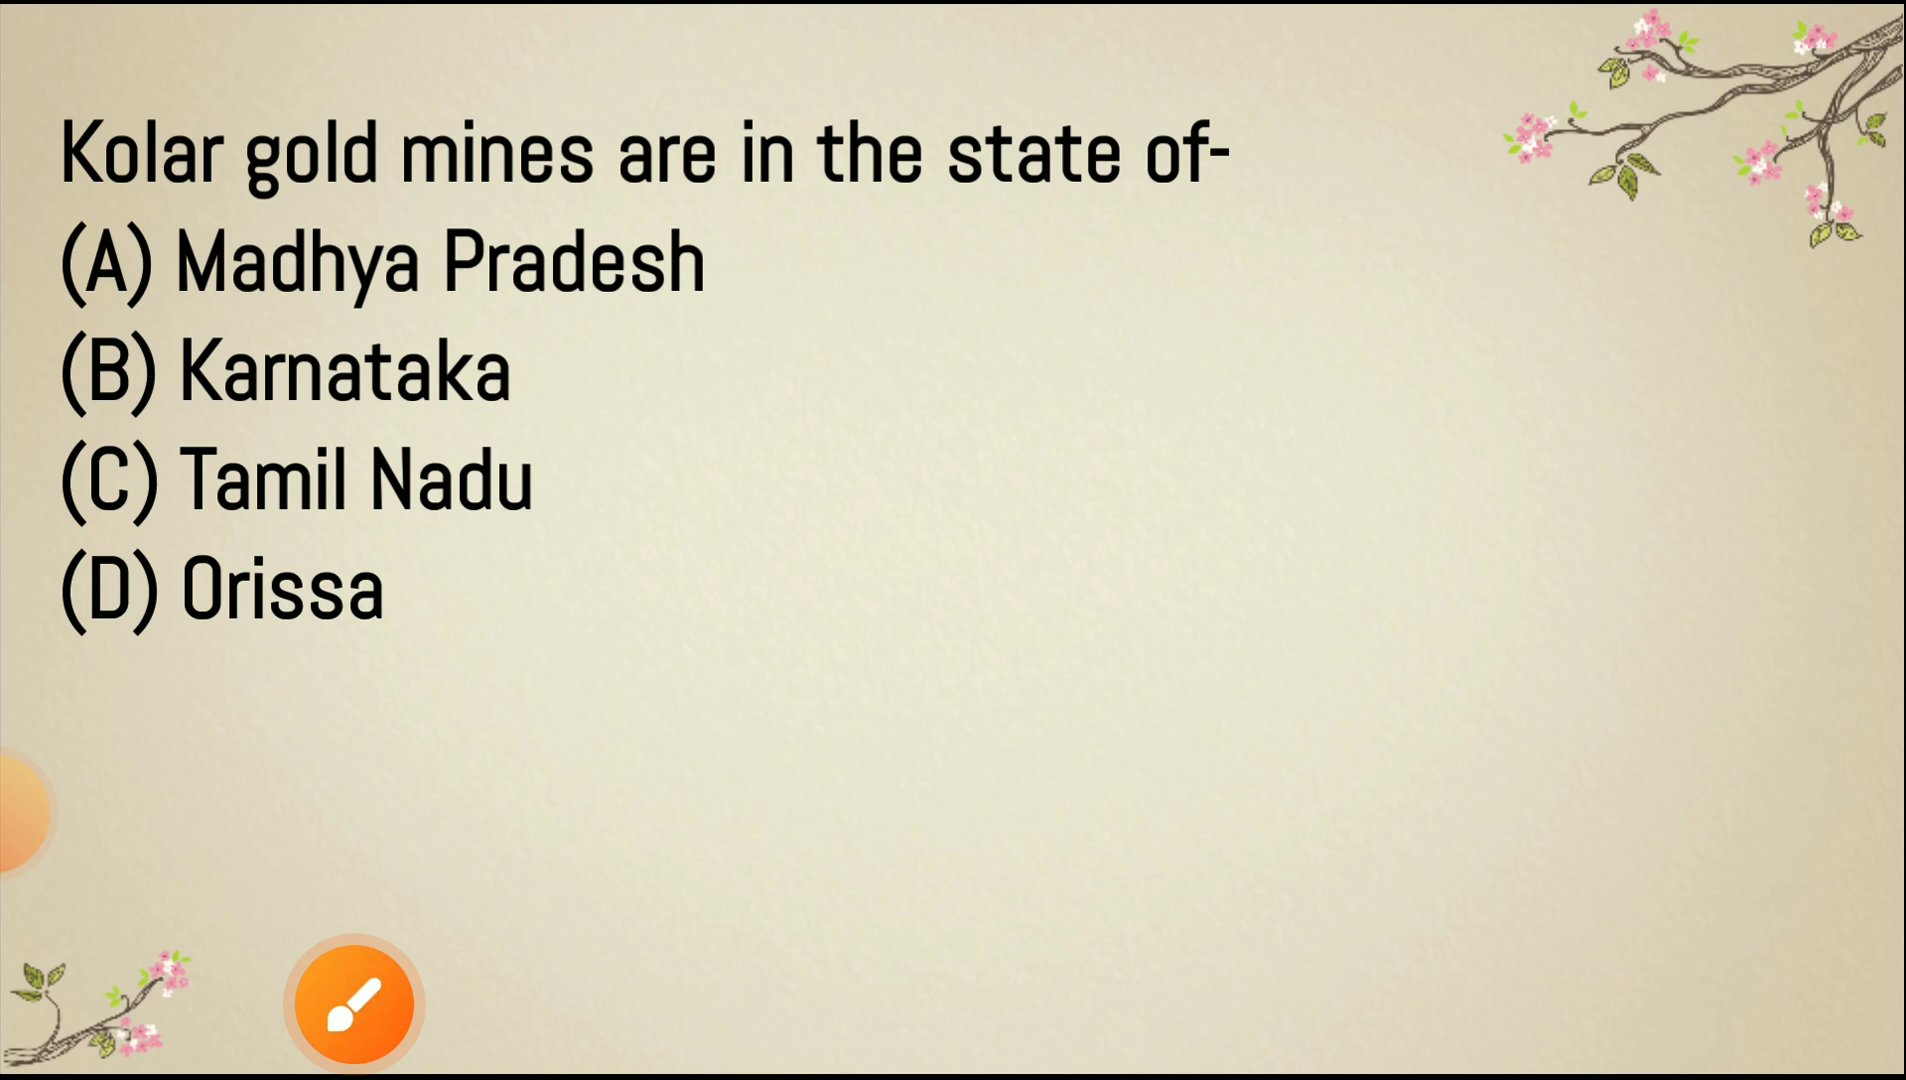 Kolar gold mines are in the state of-
(A) Madhya Pradesh
(B) Karnataka
(C) Tamil Nadu
(D) Orissa